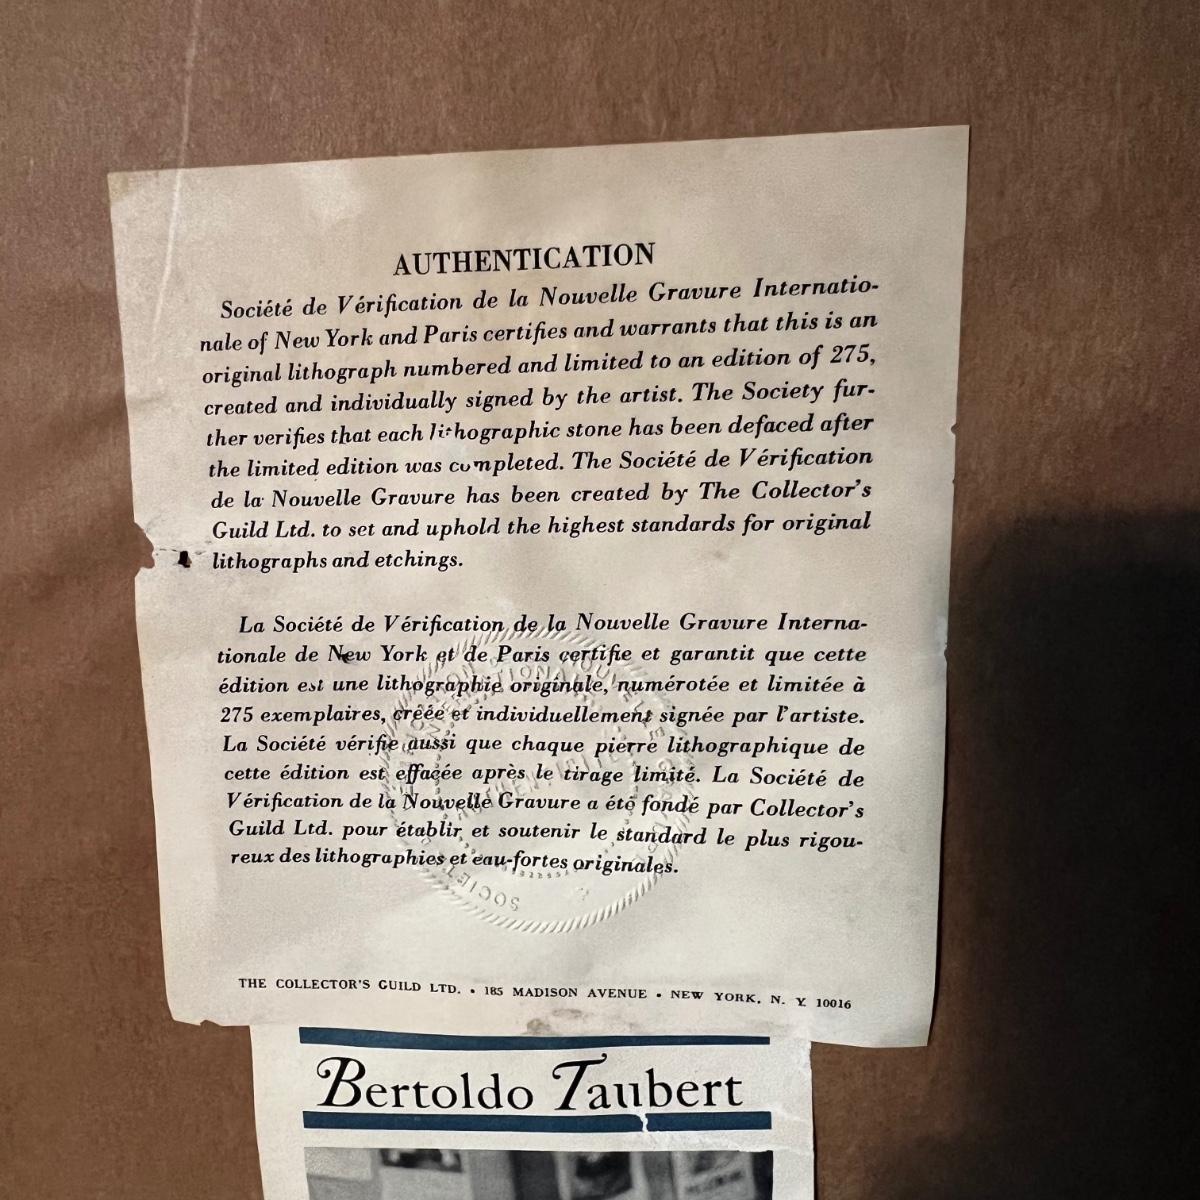 AUTHENTICATION
Société de Vérification de la Nouvelle Gravure Internatio-
nale of New York and Paris certifies and warrants that this is an
original lithograph numbered and limited to an edition of 275,
created and individually signed by the artist. The Society fur-
ther verifies that each lithographic stone has been defaced after
the limited edition was completed. The Société de Vérification
de la Nouvelle Gravure has been created by The Collector's
Guild Ltd. to set and uphold the highest standards for original
lithographs and etchings.
La Société de Vérification de la Nouvelle Gravure Interna-
tionale de New York et de Paris certifie et garantit que cette
édition est une lithographie originale, numérotée et limitée à
275 exemplaires, créée et individuellement signée par l'artiste.
La Société vérifie aussi que chaque pierre lithographique de
cette édition est effacée après le tirage limité. La Société de
Vérification de la Nouvelle Gravure a été fondé par Collector's
Guild Ltd. pour établir et soutenir le standard le plus rigou-
reux des lithographies et eau-fortes originales.
THE COLLECTOR'S GUILD LTD. • 185 MADISON AVENUE • NEW YORK, N. Y. 10016
Bertoldo Taubert